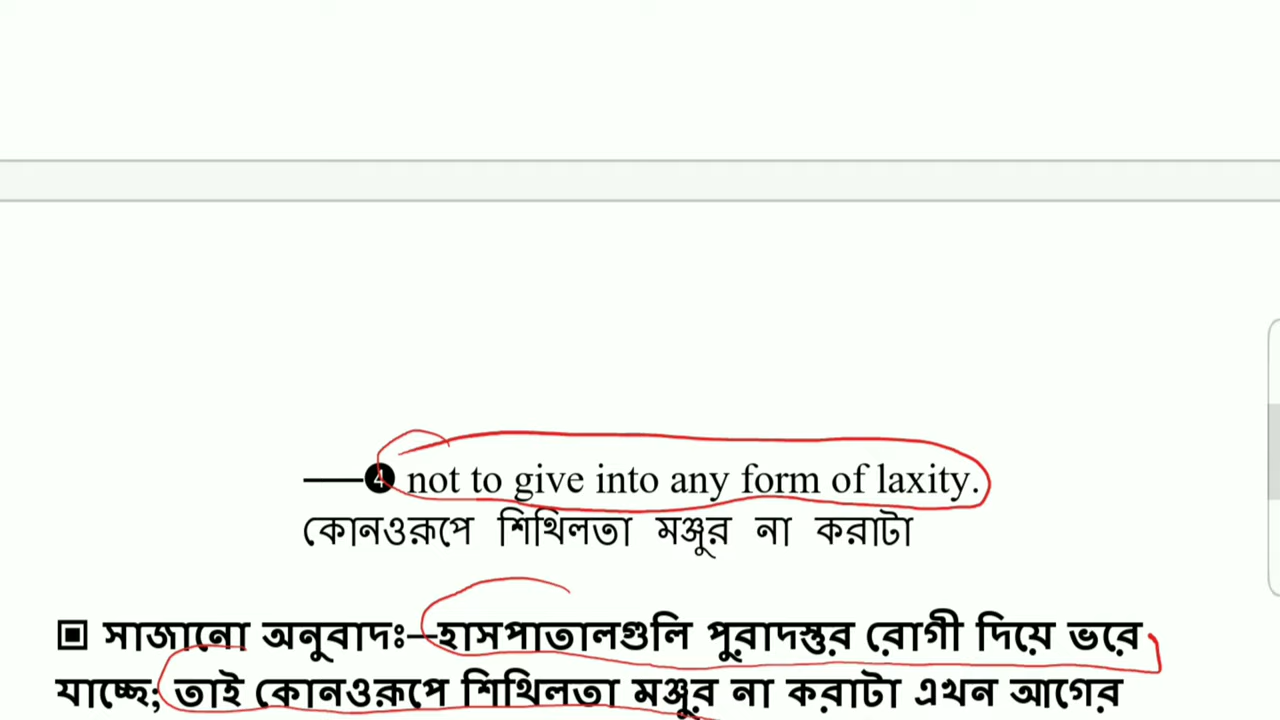 ——❹ not to give into any form of laxity.
কোনওরূপে শিথিলতা মঞ্জুর না করাটা
▣ সাজানো অনুবাদঃ—হাসপাতালগুলি পুরাদস্তুর রোগী দিয়ে ভরে
যাচ্ছে; তাই কোনওরূপে শিথিলতা মঞ্জুর না করাটা এখন আগের